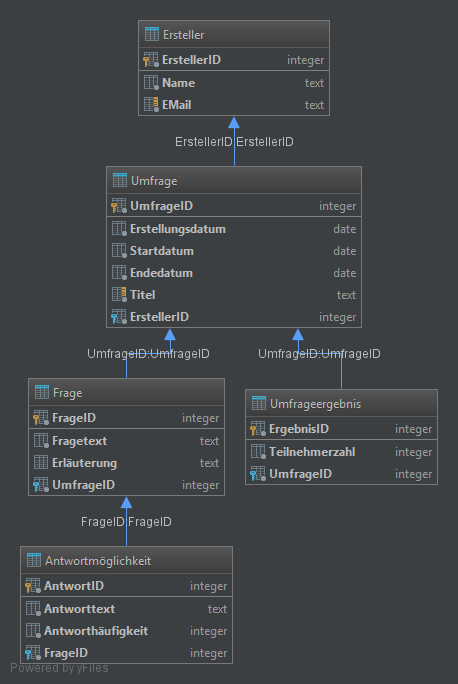 Ersteller
ErstellerID integer
Name text
EMail text
ErstellerID:ErstellerID
Umfrage
UmfrageID integer
Erstellungsdatum date
Startdatum date
Endedatum date
Titel text
ErstellerID integer
UmfrageID:UmfrageID UmfrageID:UmfrageID
Frage
FrageID integer
Fragetext text
Erläuterung text
UmfrageID integer
Umfrageergebnis
ErgebnisID integer
Teilnehmerzahl integer
UmfrageID integer
FrageID:FrageID
Antwortmöglichkeit
AntwortID integer
Antworttext text
Antworthäufigkeit integer
FrageID integer
Powered by yFiles